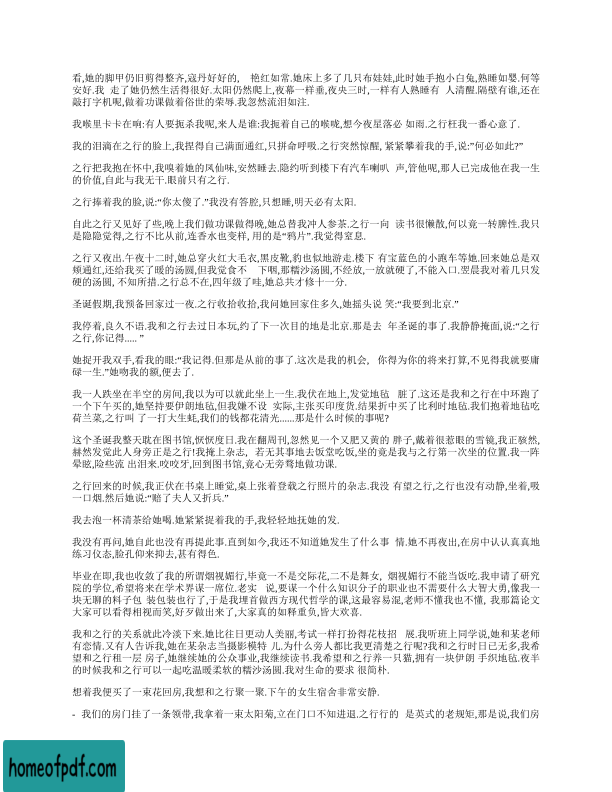 看,她的脚甲仍旧剪得整齐,寇丹好好的, 艳红如常.她床上多了几只布娃娃,此时她手抱小白兔,熟睡如婴.何等
安好.我 走了她仍然生活得很好.太阳仍然爬上,夜幕一样垂,夜央三时,一样有人熟睡有 人清醒.隔壁有谁,还在
敲打字机呢,做着功课做着俗世的荣辱.我忽然流泪如注.
我喉里卡卡在响:有人要扼杀我呢,来人是谁:我扼着自己的喉咙,想今夜星落必 如雨.之行枉我一番心意了.
我的泪滴在之行的脸上,我捏得自己满面通红,只拼命呼吸.之行突然惊醒, 紧紧攀着我的手,说:”何必如此?”
之行把我抱在怀中,我嗅着她的风仙味,安然睡去.隐约听到楼下有汽车喇叭 声,管他呢,那人已完成他在我一生
的价值,自此与我无干.眼前只有之行.
之行捧着我的脸,说:“你太傻了.”我没有答腔,只想睡,明天必有太阳.
自此之行又见好了些,晚上我们做功课做得晚,她总替我冲人参茶.之行一向 读书很懒散,何以竟一转脾性.我只
是隐隐觉得,之行不比从前,连香水也变样, 用的是“鸦片”.我觉得窒息.
之行又夜出.午夜十二时,她总穿火红大毛衣,黑皮靴,豹也似地游走.楼下 有宝蓝色的小跑车等她.回来她总是双
颊通红,还给我买了暖的汤圆,但我食不 下咽,那糯沙汤圆,不经放,一放就硬了,不能入口.翌晨我对着几只发
硬的汤圆, 不知所措.之行总不在,四年级了哇,她总共才修十一分.
圣诞假期,我预备回家过一夜.之行收拾收拾,我问她回家住多久,她摇头说 笑:“我要到北京.”
我停着,良久不语.我和之行去过日本玩,约了下一次目的地是北京.那是去 年圣诞的事了.我静静掩面,说:“之行
之行,你记得..... ”
她捉开我双手,看我的眼:“我记得.但那是从前的事了.这次是我的机会, 你得为你的将来打算,不见得我就要庸
碌一生.”她吻我的额,便去了.
我一人跌坐在半空的房间,我以为可以就此坐上一生.我伏在地上,发觉地毡 脏了.这还是我和之行在中环跑了
一个下午买的,她坚持要伊朗地毡,但我嫌不设 实际,主张买印度货.结果折中买了比利时地毡.我们抱着地毡吃
荷兰菜,之行叫 了一打大生蚝,我们的钱都花清光......那是什么时候的事呢?
这个圣诞我整天耽在图书馆,恹恹度日.我在翻周刊,忽然见一个又肥又黄的 胖子,戴着很惹眼的雪镜,我正骇然,
赫然发觉此人身旁正是之行!我掩上杂志, 若无其事地去饭堂吃饭,坐的竟是我与之行第一次坐的位置.我一阵
晕眩,险些流 出泪来.咬咬牙,回到图书馆,竟心无旁骛地做功课.
之行回来的时候,我正伏在书桌上睡觉,桌上张着登载之行照片的杂志.我没 有望之行,之行也没有动静,坐着,吸
一口烟.然后她说:“赔了夫人又折兵.”
我去泡一杯清茶给她喝.她紧紧捉着我的手,我轻轻地抚她的发.
我没有再问,她自此也没有再提此事.直到如今,我还不知道她发生了什么事 情.她不再夜出,在房中认认真真地
练习仪态,脸孔仰来抑去,甚有得色.
毕业在即,我也收敛了我的所谓烟视媚行,毕竟一不是交际花,二不是舞女, 烟视媚行不能当饭吃.我申请了研究
院的学位,希望将来在学术界谋一席位.老实 说,要谋一个什么知识分子的职业也不需要什么大智大勇,像我一
块无聊的料子包 装包装也行了,于是我埋首做西方现代哲学的课,这最容易混,老师不懂我也不懂, 我那篇论文
大家可以看得相视而笑,好歹做出来了,大家真的如释重负,皆大欢喜.
我和之行的关系就此冷淡下来.她比往日更动人美丽,考试一样打扮得花枝招 展.我听班上同学说,她和某老师
有恋情.又有人告诉我,她在某杂志当摄影模特 儿.为什么旁人都比我更清楚之行呢?我和之行时日已无多,我希
望和之行租一层 房子,她继续她的公众事业,我继续读书.我希望和之行养一只猫,拥有一块伊朗 手织地毡.夜半
的时候我和之行可以一起吃温暖柔软的糯沙汤圆.我对生命的要求 很简朴.
想着我便买了一束花回房,我想和之行聚一聚.下午的女生宿舍非常安静.
- 我们的房门挂了一条领带,我拿着一束太阳菊,立在门口不知进退.之行行的 是英式的老规矩,那是说,我们房
homeofpdf.com